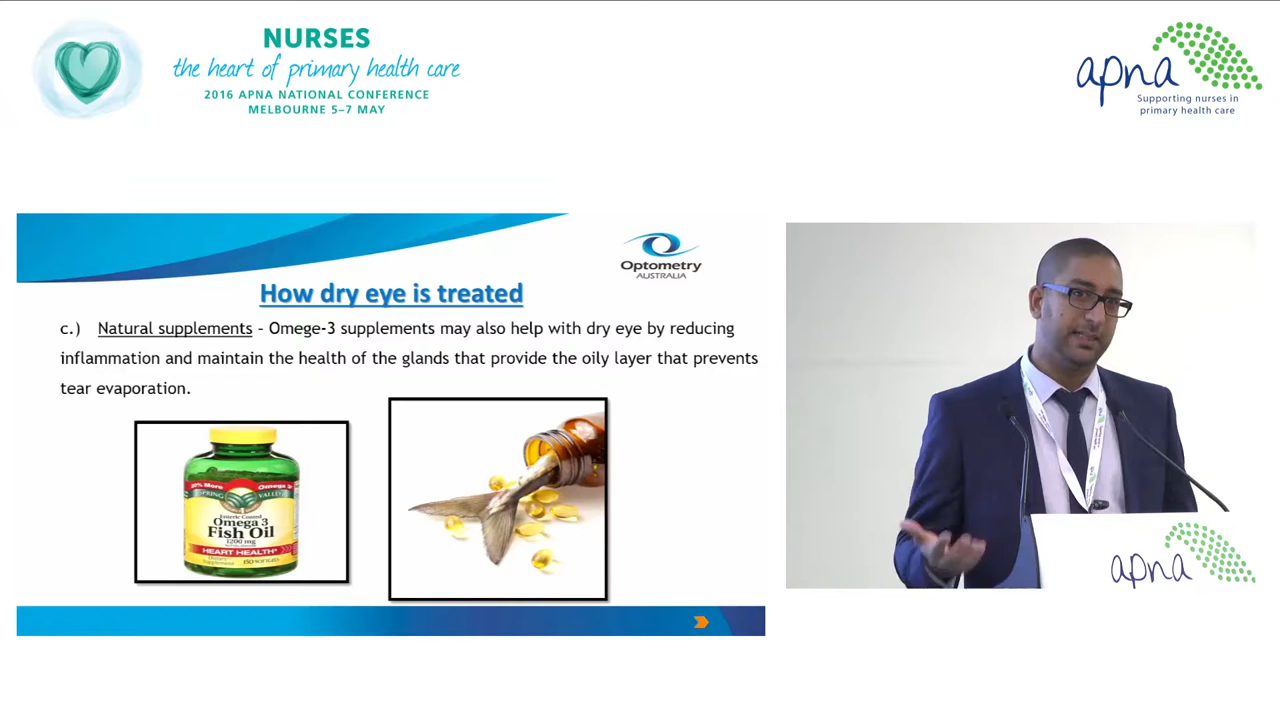 NURSES
the heart of primary health care
2016 APNA NATIONAL CONFERENCE
MELBOURNE 5–7 MAY
apna
Supporting nurses in
primary health care
Optometry
AUSTRALIA
How dry eye is treated
c.) Natural supplements – Omege-3 supplements may also help with dry eye by reducing
inflammation and maintain the health of the glands that provide the oily layer that prevents
tear evaporation.
20% More Omega 3
SPRING VALLEY
Enteric Coated
Omega 3
Fish Oil
1200 mg
HEART HEALTH*
Dietary
Supplement 150 SOFTGELS
apna